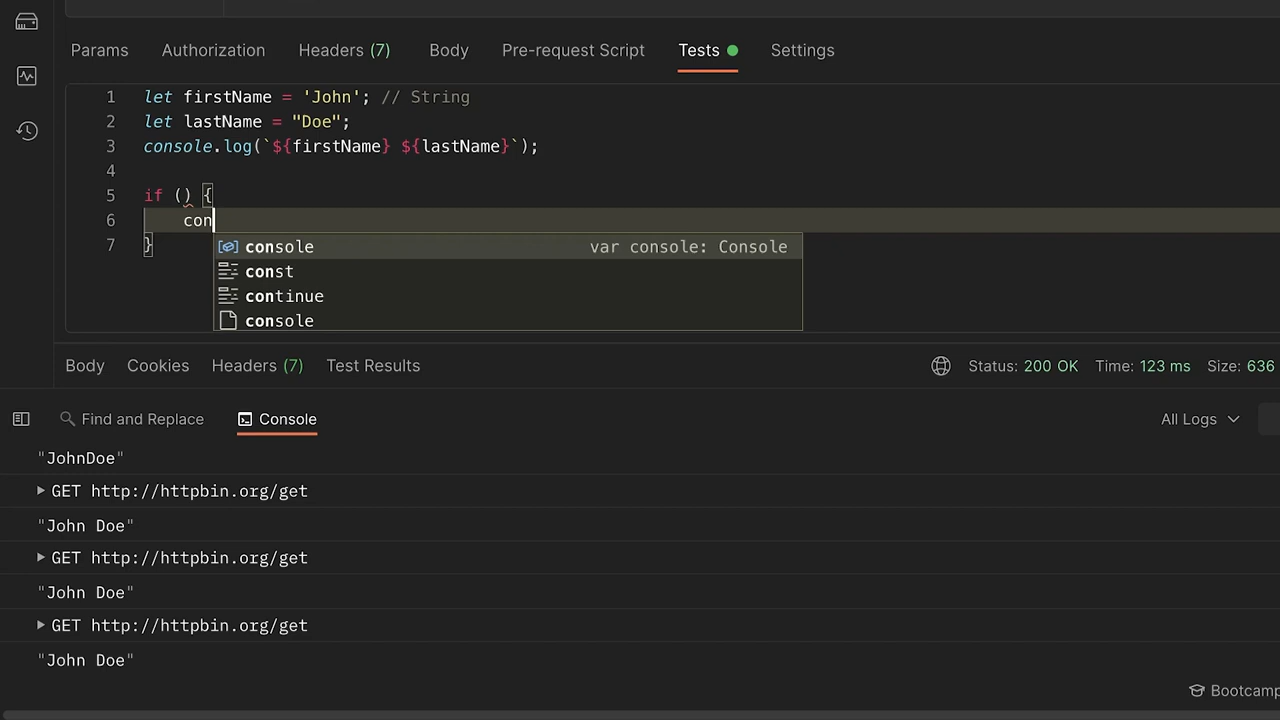 Params Authorization Headers (7) Body Pre-request Script Tests Settings
1 let firstName = 'John'; // String
2 let lastName = "Doe";
3 console.log(`${firstName} ${lastName}`);
4
5 if () {
6 con
7 }
console var console: Console
const
continue
console
Body Cookies Headers (7) Test Results Status: 200 OK Time: 123 ms Size: 636
Find and Replace Console All Logs
"JohnDoe"
GET http://httpbin.org/get
"John Doe"
GET http://httpbin.org/get
"John Doe"
GET http://httpbin.org/get
"John Doe"
Bootcamp